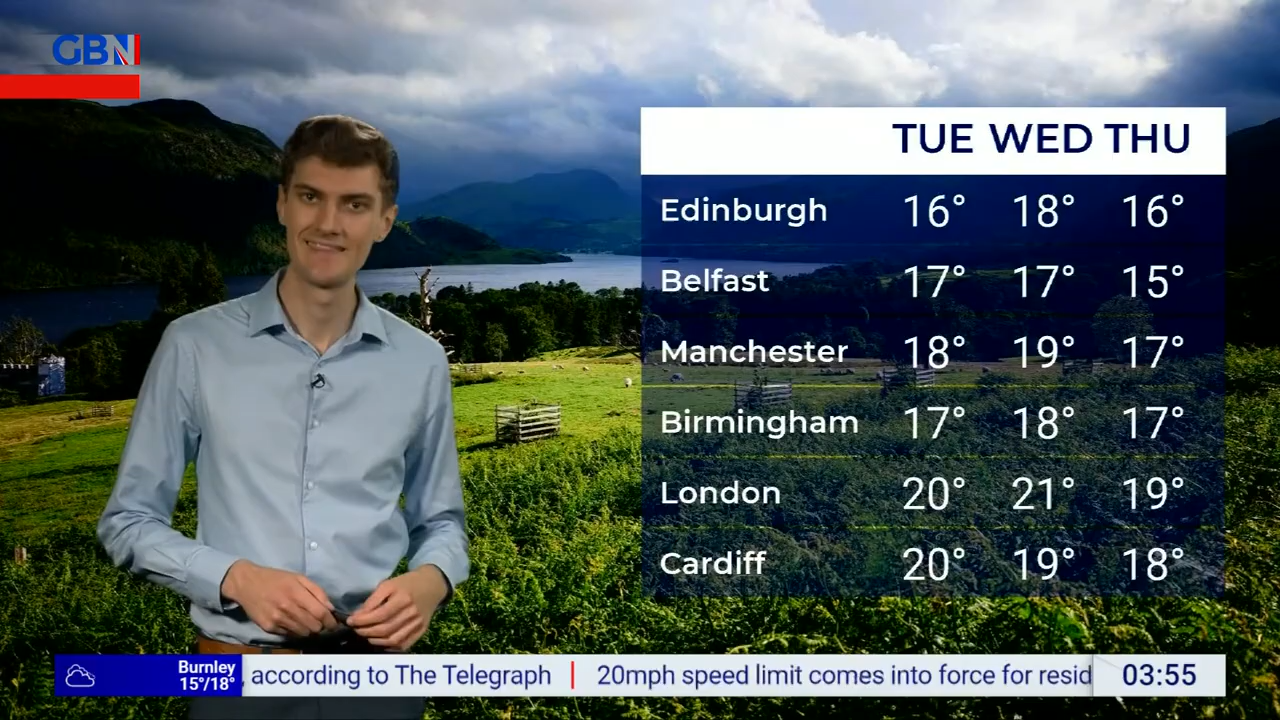 GBN
TUE WED THU
Edinburgh 16° 18° 16°
Belfast 17° 17° 15°
Manchester 18° 19° 17°
Birmingham 17° 18° 17°
London 20° 21° 19°
Cardiff 20° 19° 18°
Burnley
15°/18°
, according to The Telegraph | 20mph speed limit comes into force for resid
03:55